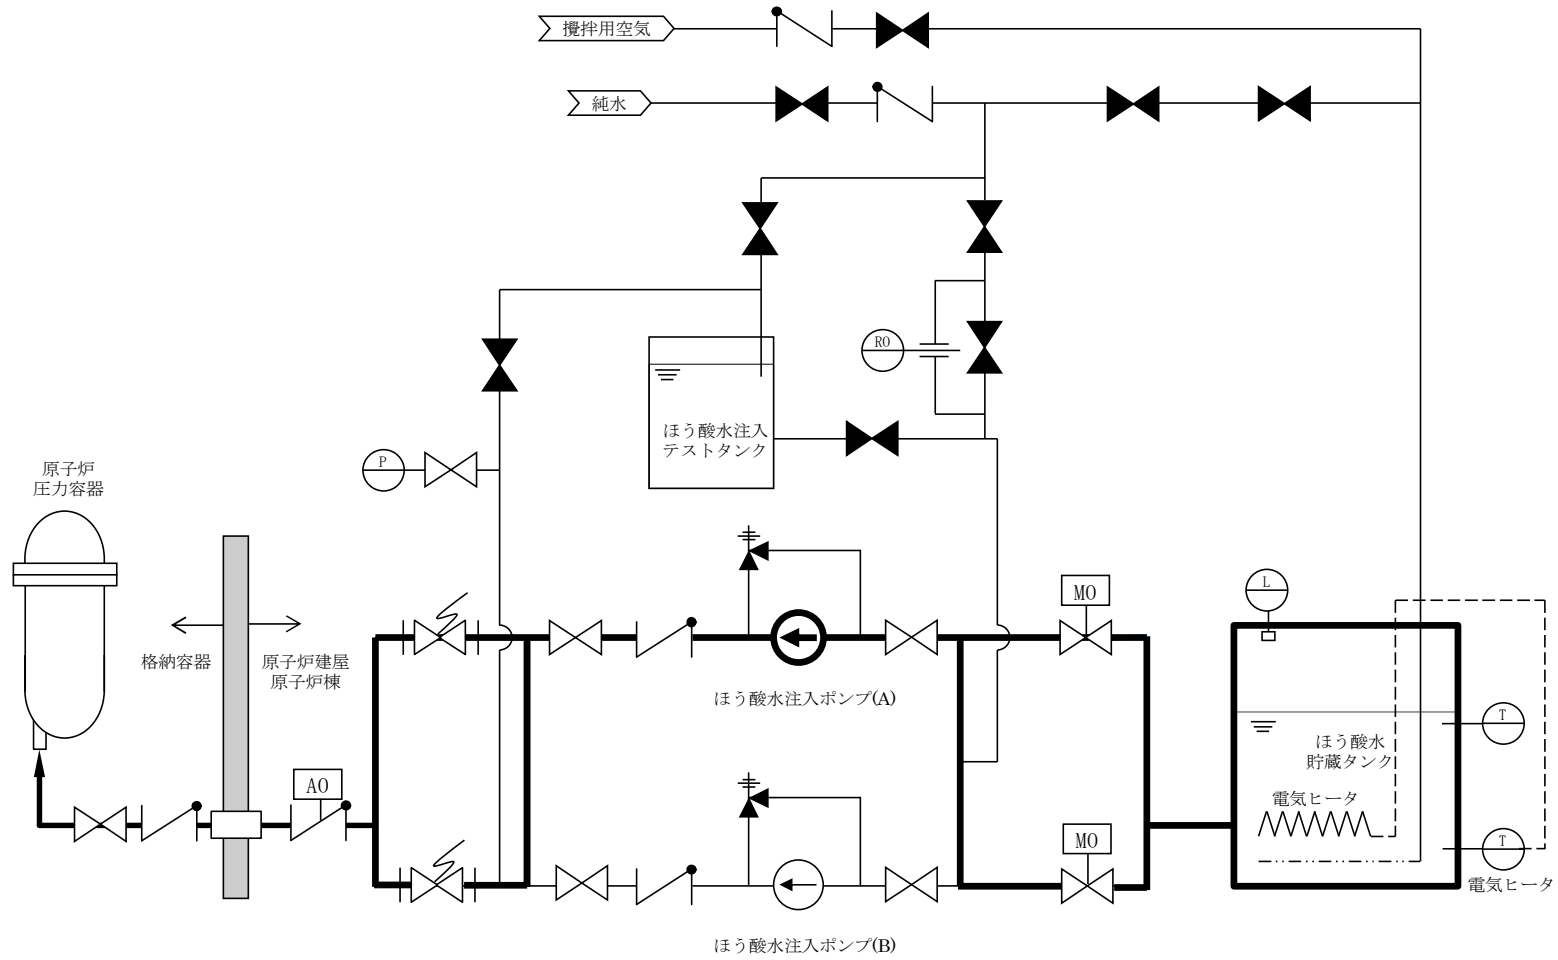 攪拌用空気
純水
RO
ほう酸水注入
テストタンク
P
原子炉
圧力容器
L
MO
格納容器
原子炉建屋
原子炉棟
ほう酸水注入ポンプ(A)
T
ほう酸水
貯蔵タンク
電気ヒータ
AO
MO
T
電気ヒータ
ほう酸水注入ポンプ(B)